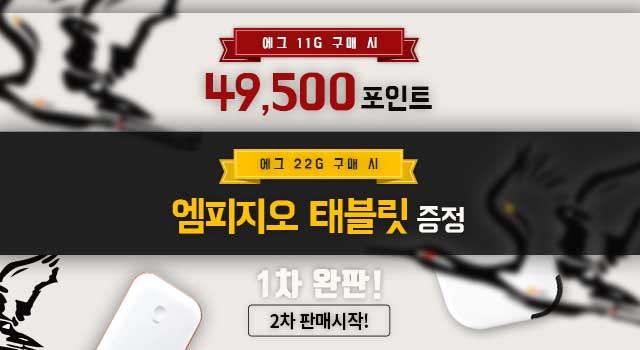 에그 11G 구매 시
49,500 포인트
에그 22G 구매 시
엠피지오 태블릿 증정
1차 완판!
2차 판매시작!